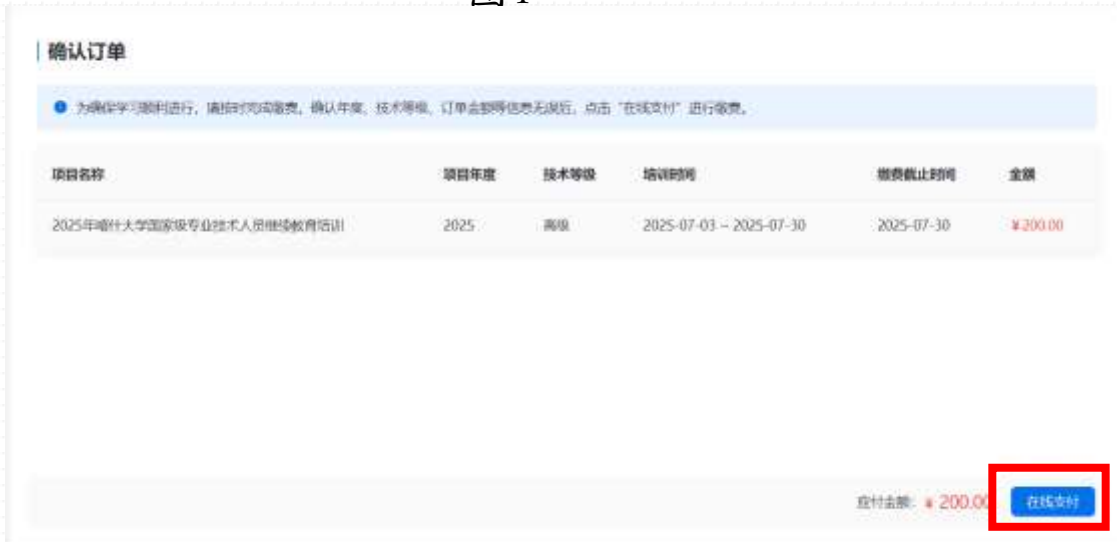 图1
确认订单
为确保学习顺利进行，请按时完成缴费。确认年度、技术等级、订单金额等信息无误后，点击“在线支付”进行缴费。
项目名称 项目年度 技术等级 培训时间 缴费截止时间 金额
2025年喀什大学国家级专业技术人员继续教育培训 2025 高级 2025-07-03 ~ 2025-07-30 2025-07-30 ¥200.00
应付金额: ¥ 200.00 在线支付